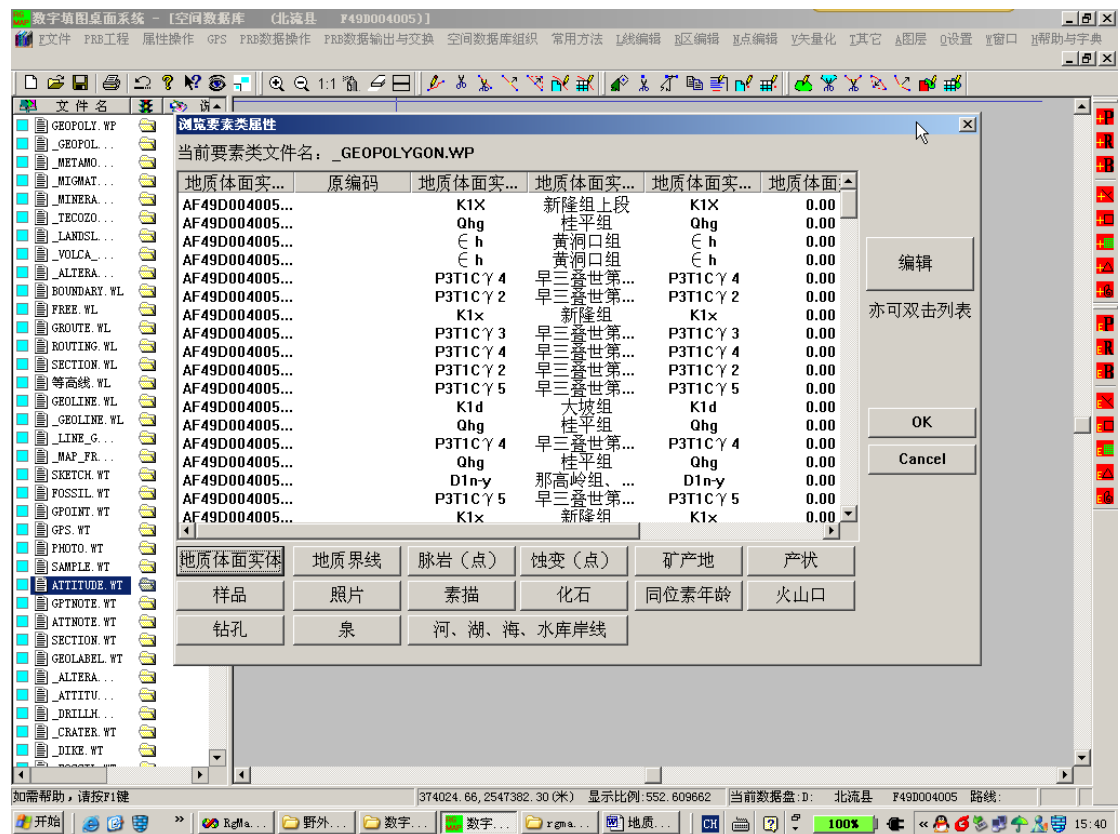 数字填图桌面系统 - [空间数据库 （北流县 F49D004005)]
F文件 PRB工程 属性操作 GPS PRB数据操作 PRB数据输出与交换 空间数据库组织 常用方法 L线编辑 R区编辑 N点编辑 V矢量化 T其它 A图层 Q设置 W窗口 H帮助与字典
1:1
文件名
GEOPOLY.WP
_GEOPOL...
_METAMO...
_MIGMAT...
_MINERA...
_TECOZO...
_LANDSL...
_VOLCA_...
_ALTERA...
BOUNDARY.WL
FREE.WL
GROUTE.WL
ROUTING.WL
SECTION.WL
等高线.WL
GEOLINE.WL
_GEOLINE.WL
_LINE_G...
_MAP_FR...
SKETCH.WT
FOSSIL.WT
GPOINT.WT
GPS.WT
PHOTO.WT
SAMPLE.WT
ATTITUDE.WT
GPTNOTE.WT
ATTNOTE.WT
SECTION.WT
GEOLABEL.WT
_ALTERA...
_ATTITU...
_DRILLH...
_CRATER.WT
_DIKE.WT
浏览要素类属性
当前要素类文件名：_GEOPOLYGON.WP
地质体面实... 原编码 地质体面实... 地质体面实... 地质体面实... 地质体面
AF49D004005... K1X 新隆组上段 K1X 0.00
AF49D004005... Qhg 桂平组 Qhg 0.00
AF49D004005... ∈h 黄洞口组 ∈h 0.00
AF49D004005... ∈h 黄洞口组 ∈h 0.00
AF49D004005... P3T1Cγ4 早三叠世第... P3T1Cγ4 0.00
AF49D004005... P3T1Cγ2 早三叠世第... P3T1Cγ2 0.00
AF49D004005... K1x 新隆组 K1x 0.00
AF49D004005... P3T1Cγ3 早三叠世第... P3T1Cγ3 0.00
AF49D004005... P3T1Cγ4 早三叠世第... P3T1Cγ4 0.00
AF49D004005... P3T1Cγ2 早三叠世第... P3T1Cγ2 0.00
AF49D004005... P3T1Cγ5 早三叠世第... P3T1Cγ5 0.00
AF49D004005... K1d 大坡组 K1d 0.00
AF49D004005... Qhg 桂平组 Qhg 0.00
AF49D004005... P3T1Cγ4 早三叠世第... P3T1Cγ4 0.00
AF49D004005... Qhg 桂平组 Qhg 0.00
AF49D004005... D1n-y 那高岭组、... D1n-y 0.00
AF49D004005... P3T1Cγ5 早三叠世第... P3T1Cγ5 0.00
AF49D004005... K1x 新隆组 K1x 0.00
编辑
亦可双击列表
OK
Cancel
地质体面实体 地质界线 脉岩（点） 蚀变（点） 矿产地 产状
样品 照片 素描 化石 同位素年龄 火山口
钻孔 泉 河、湖、海、水库岸线
如需帮助，请按F1键 374024.66,2547382.30(米) 显示比例:552.609662 当前数据盘:D: 北流县 F49D004005 路线:
开始 » RgMa... 野外... 数字... 数字... rgma... 地质... CH 100% « 15:40